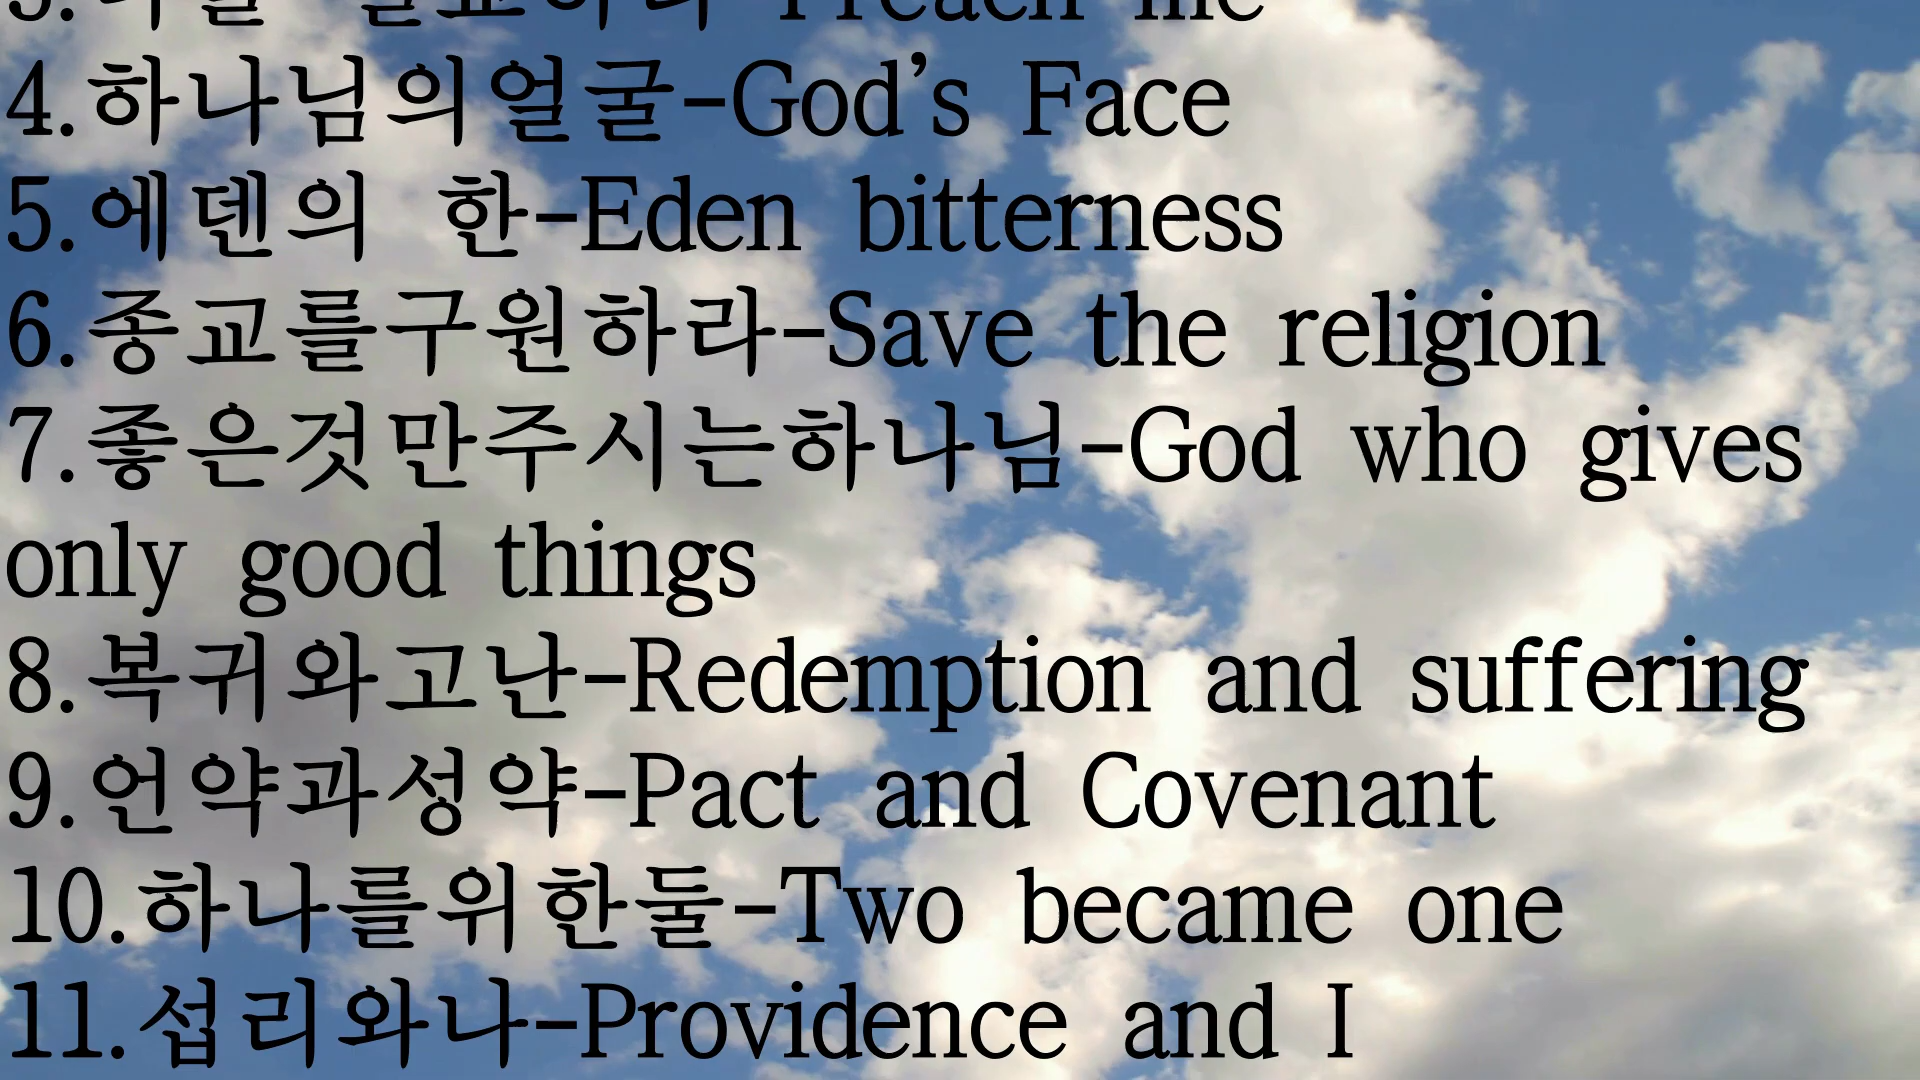 4.하나님의얼굴-God's Face
5.에덴의 한-Eden bitterness
6.종교를구원하라-Save the religion
7.좋은것만주시는하나님-God who gives
only good things
8.복귀와고난-Redemption and suffering
9.언약과성약-Pact and Covenant
10.하나를위한둘-Two became one
11.섭리와나-Providence and I